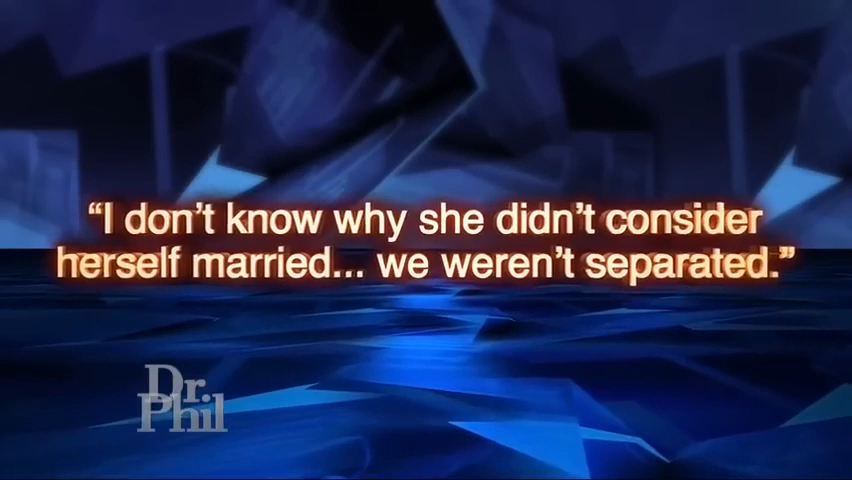 “I don’t know why she didn’t consider
herself married... we weren’t separated.”
Dr.
Phil